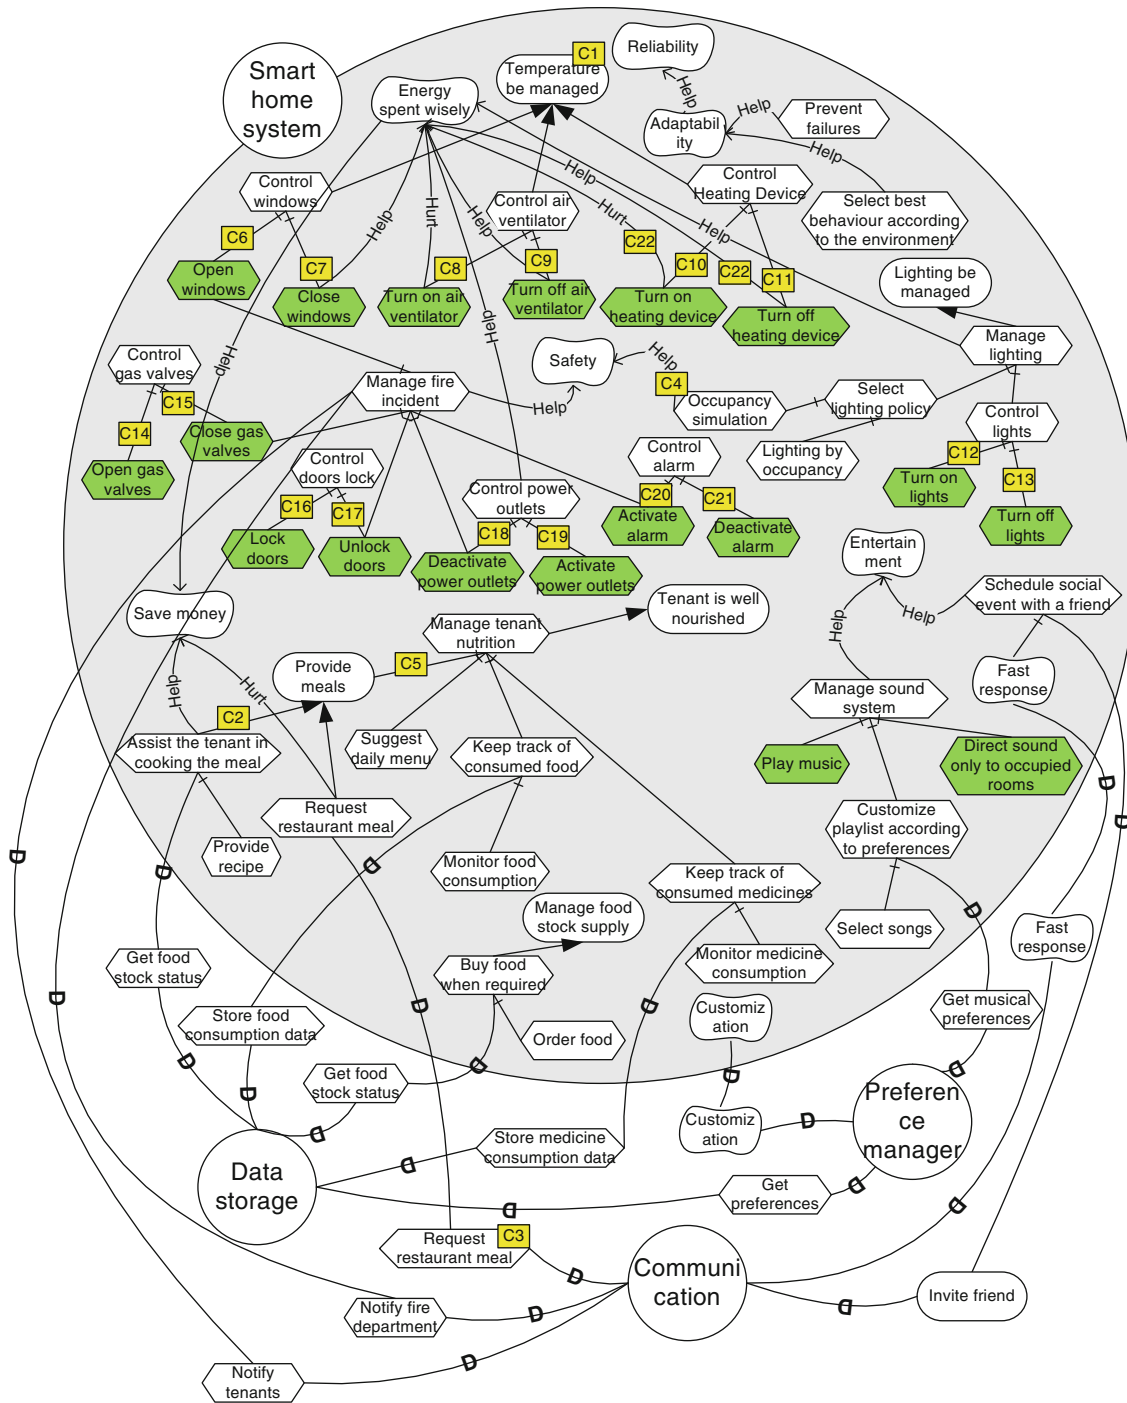 Smart
home
system
Energy
spent wisely
C1
Temperature
be managed
Reliability
Help
Adaptabil
ity
Help
Prevent
failures
Help
Select best
behaviour according
to the environment
Control
windows
Help
Hurt
Help
Control air
ventilator
Hurt
Help
Help
Control
Heating Device
C6
C7
C8
C9
C22
C10
C22
C11
Open
windows
Close
windows
Turn on air
ventilator
Turn off air
ventilator
Turn on
heating device
Turn off
heating device
Lighting be
managed
Manage
lighting
Help
Help
Control
gas valves
C15
C14
Close gas
valves
Open gas
valves
Manage fire
incident
Help
Safety
Help
C4
Occupancy
simulation
Select
lighting policy
Lighting by
occupancy
Control
lights
C12
C13
Turn on
lights
Turn off
lights
Control
doors lock
C16
C17
Lock
doors
Unlock
doors
Control power
outlets
C18
C19
Deactivate
power outlets
Activate
power outlets
Control
alarm
C20
C21
Activate
alarm
Deactivate
alarm
Entertain
ment
Schedule social
event with a friend
Help
Help
Fast
response
Save money
Help
Hurt
Provide
meals
C5
C2
Manage tenant
nutrition
Tenant is well
nourished
Assist the tenant in
cooking the meal
Suggest
daily menu
Keep track of
consumed food
Manage sound
system
Play music
Direct sound
only to occupied
rooms
Request
restaurant meal
Provide
recipe
D
D
Monitor food
consumption
Customize
playlist according
to preferences
D
D
D
D
Keep track of
consumed medicines
Select songs
D
Fast
response
Manage food
stock supply
Get food
stock status
Buy food
when required
Monitor medicine
consumption
D
D
D
Store food
consumption data
Order food
Customiz
ation
Get musical
preferences
D
D
Get food
stock status
D
D
D
D
Preferen
ce
manager
Customiz
ation
D
D
Store medicine
consumption data
Data
storage
D
D
Get
preferences
D
D
Request
restaurant meal
C3
D
Communi
cation
Invite friend
D
Notify fire
department
D
Notify
tenants
D